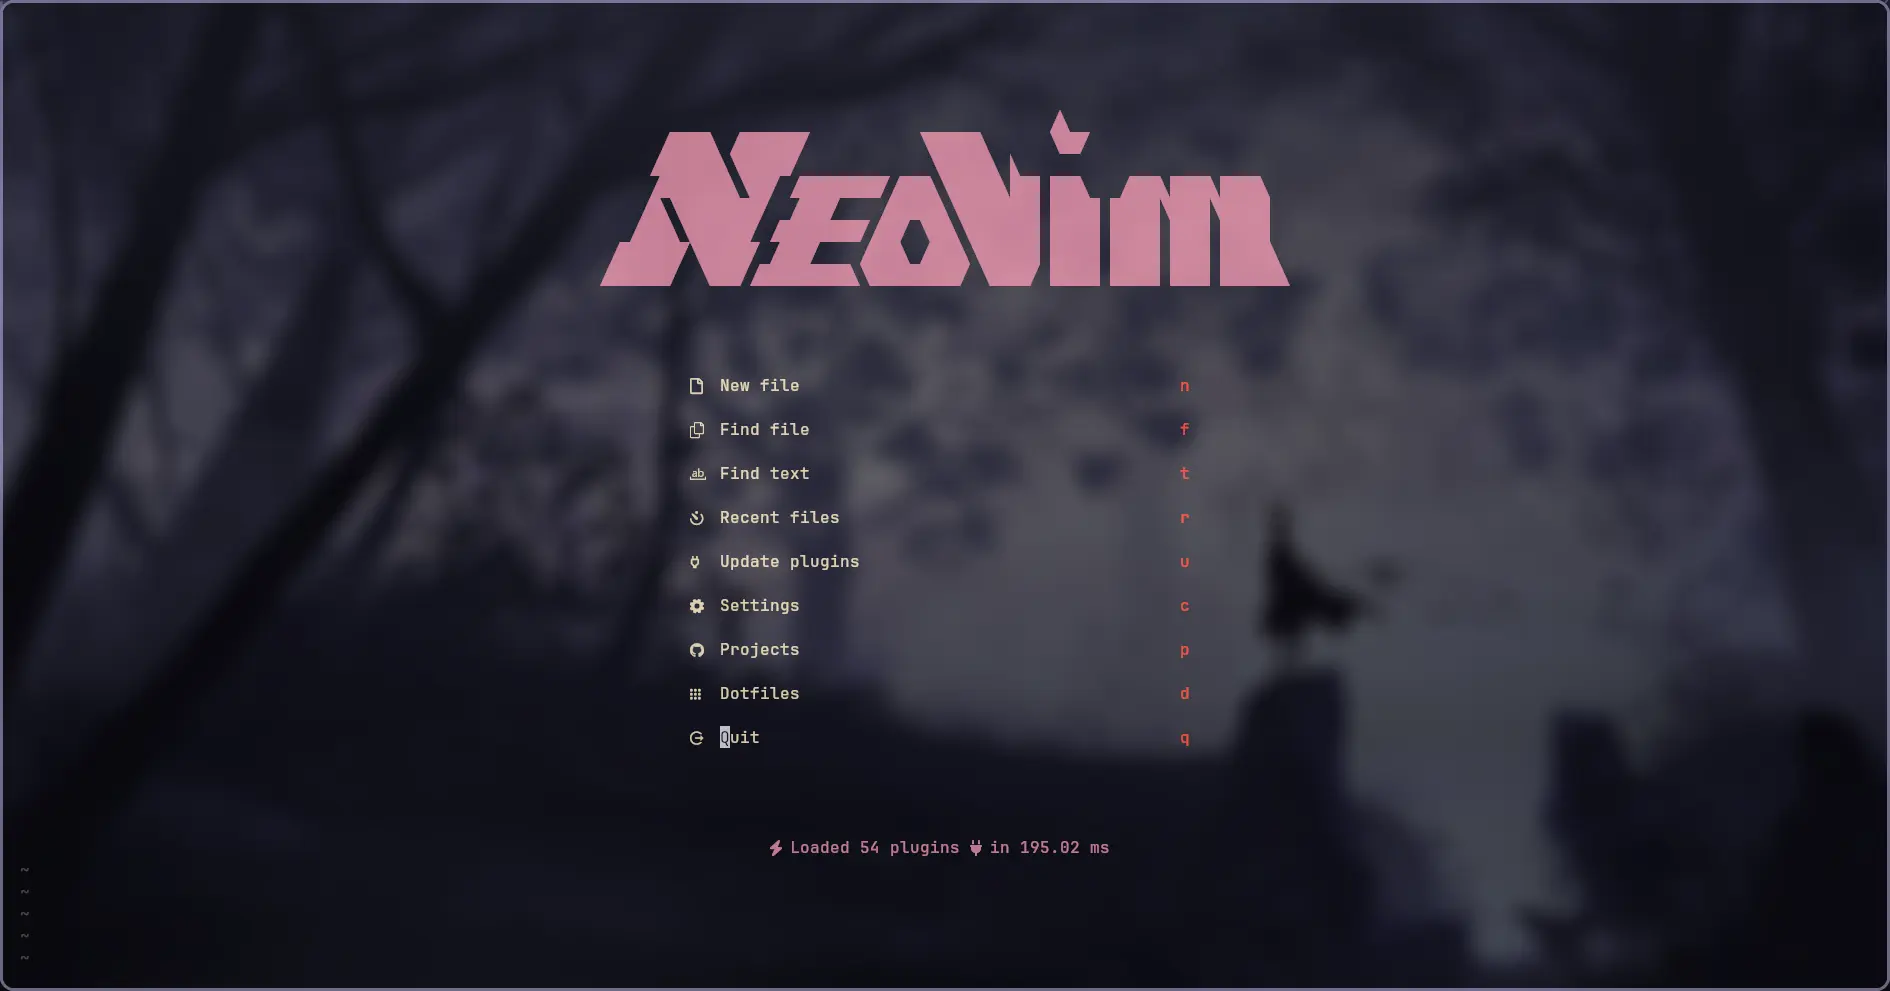 NEOVim
New file n
Find file f
ab Find text t
Recent files r
Update plugins u
Settings c
Projects p
Dotfiles d
Quit q
Loaded 54 plugins in 195.02 ms
~
~
~
~
~